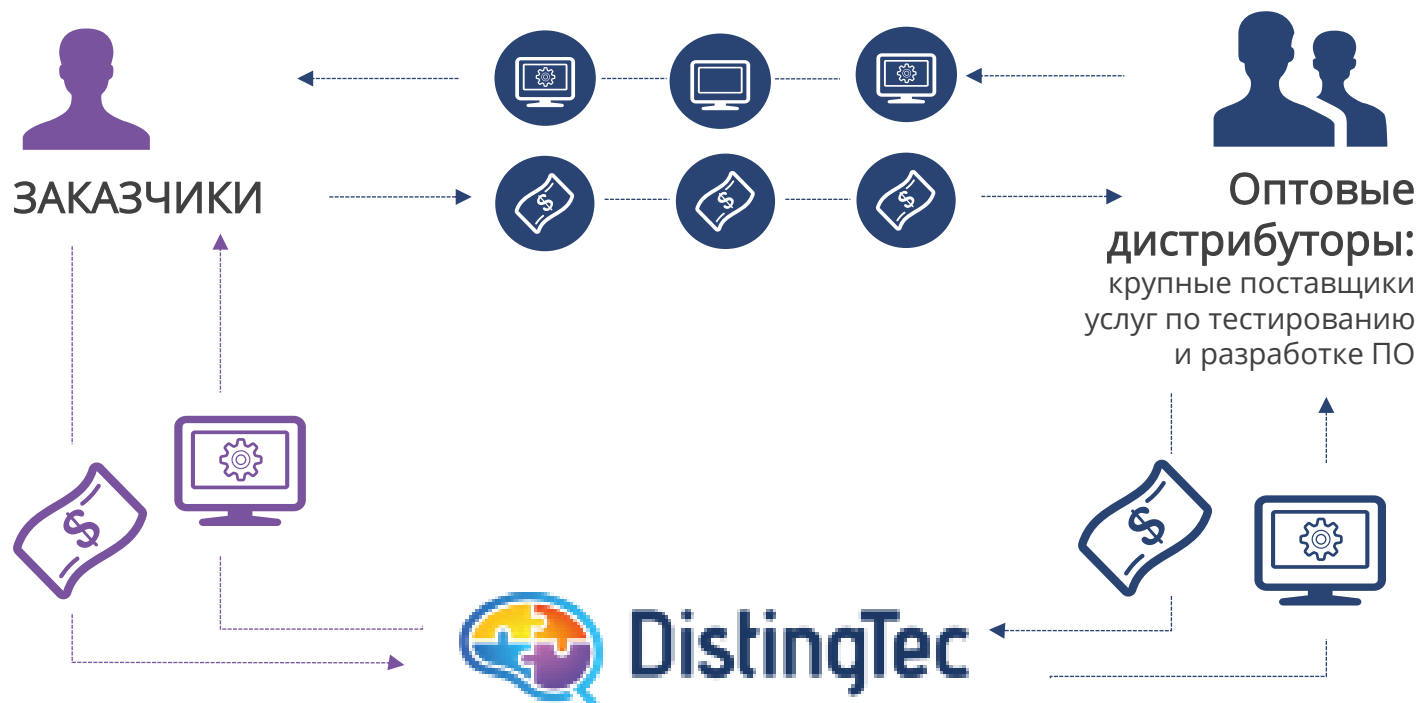 ЗАКАЗЧИКИ
Оптовые
дистрибуторы:
крупные поставщики
услуг по тестированию
и разработке ПО
$ $ $
$
$
DistingTec